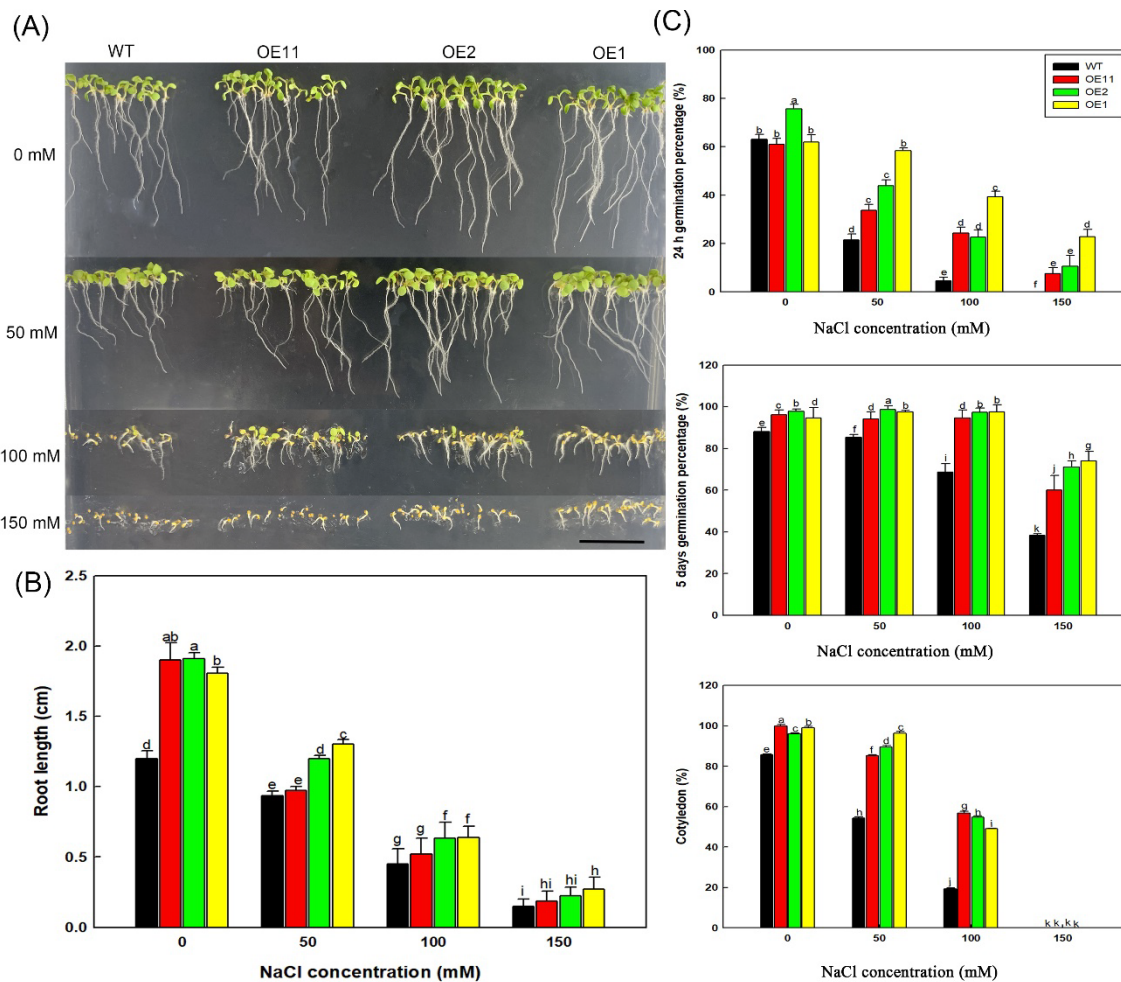 (A)
WT OE11 OE2 OE1
0 mM
50 mM
100 mM
150 mM
(B)
2.5
2.0
1.5
1.0
0.5
0.0
Root length (cm)
ab
a
b
d
e
e
d
c
g
g
f
f
i
hi
hi
h
0 50 100 150
NaCl concentration (mM)
(C)
100
80
60
40
20
0
24 h germination percentage (%)
WT
OE11
OE2
OE1
b
b
a
b
d
c
c
b
e
d
d
c
f
e
e
d
0 50 100 150
NaCl concentration (mM)
120
100
80
60
40
20
0
5 days germination percentage (%)
e
c
b
d
f
d
a
b
i
d
b
b
k
j
h
g
0 50 100 150
NaCl concentration (mM)
120
100
80
60
40
20
0
Cotyledon (%)
e
a
c
b
h
f
d
c
j
g
h
i
k k k k
0 50 100 150
NaCl concentration (mM)